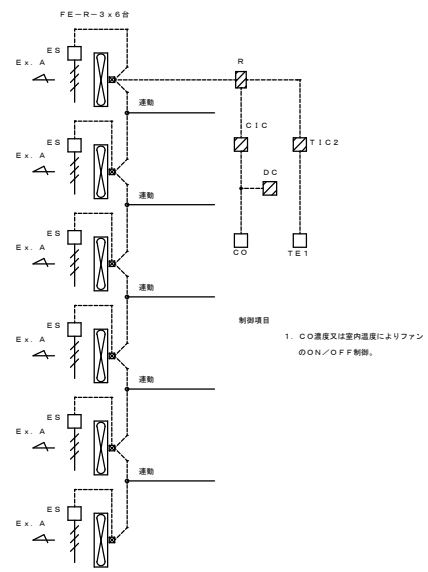 FE－R－3x6台
ES
Ex. A
R
連動
CIC
ES
Ex. A
TIC2
DC
連動
ES
Ex. A
CO
TE1
連動
制御項目
ES
Ex. A
1. CO濃度又は室内温度によりファン
のON／OFF制御。
連動
ES
Ex. A
連動
ES
Ex. A